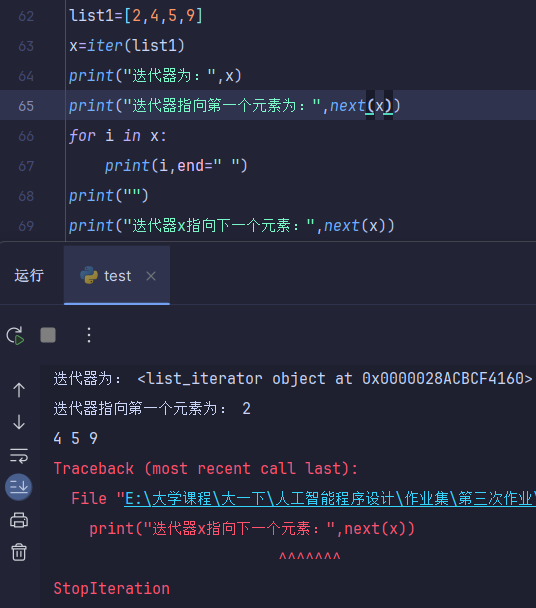 62 list1=[2,4,5,9]
63 x=iter(list1)
64 print("迭代器为：",x)
65 print("迭代器指向第一个元素为：",next(x))
66 for i in x:
67 print(i,end=" ")
68 print("")
69 print("迭代器x指向下一个元素：",next(x))
运行 test
迭代器为： <list_iterator object at 0x0000028ACBCF4160>
迭代器指向第一个元素为： 2
4 5 9
Traceback (most recent call last):
File "E:\大学课程\大一下\人工智能程序设计\作业集\第三次作业\
print("迭代器x指向下一个元素：",next(x))
^^^^^^^
StopIteration